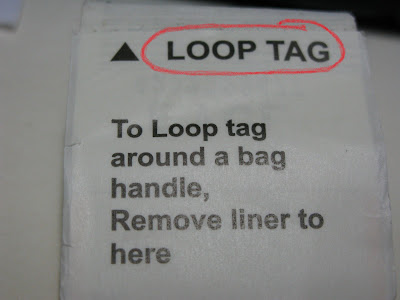 ▲ LOOP TAG
To Loop tag
around a bag
handle,
Remove liner to
here